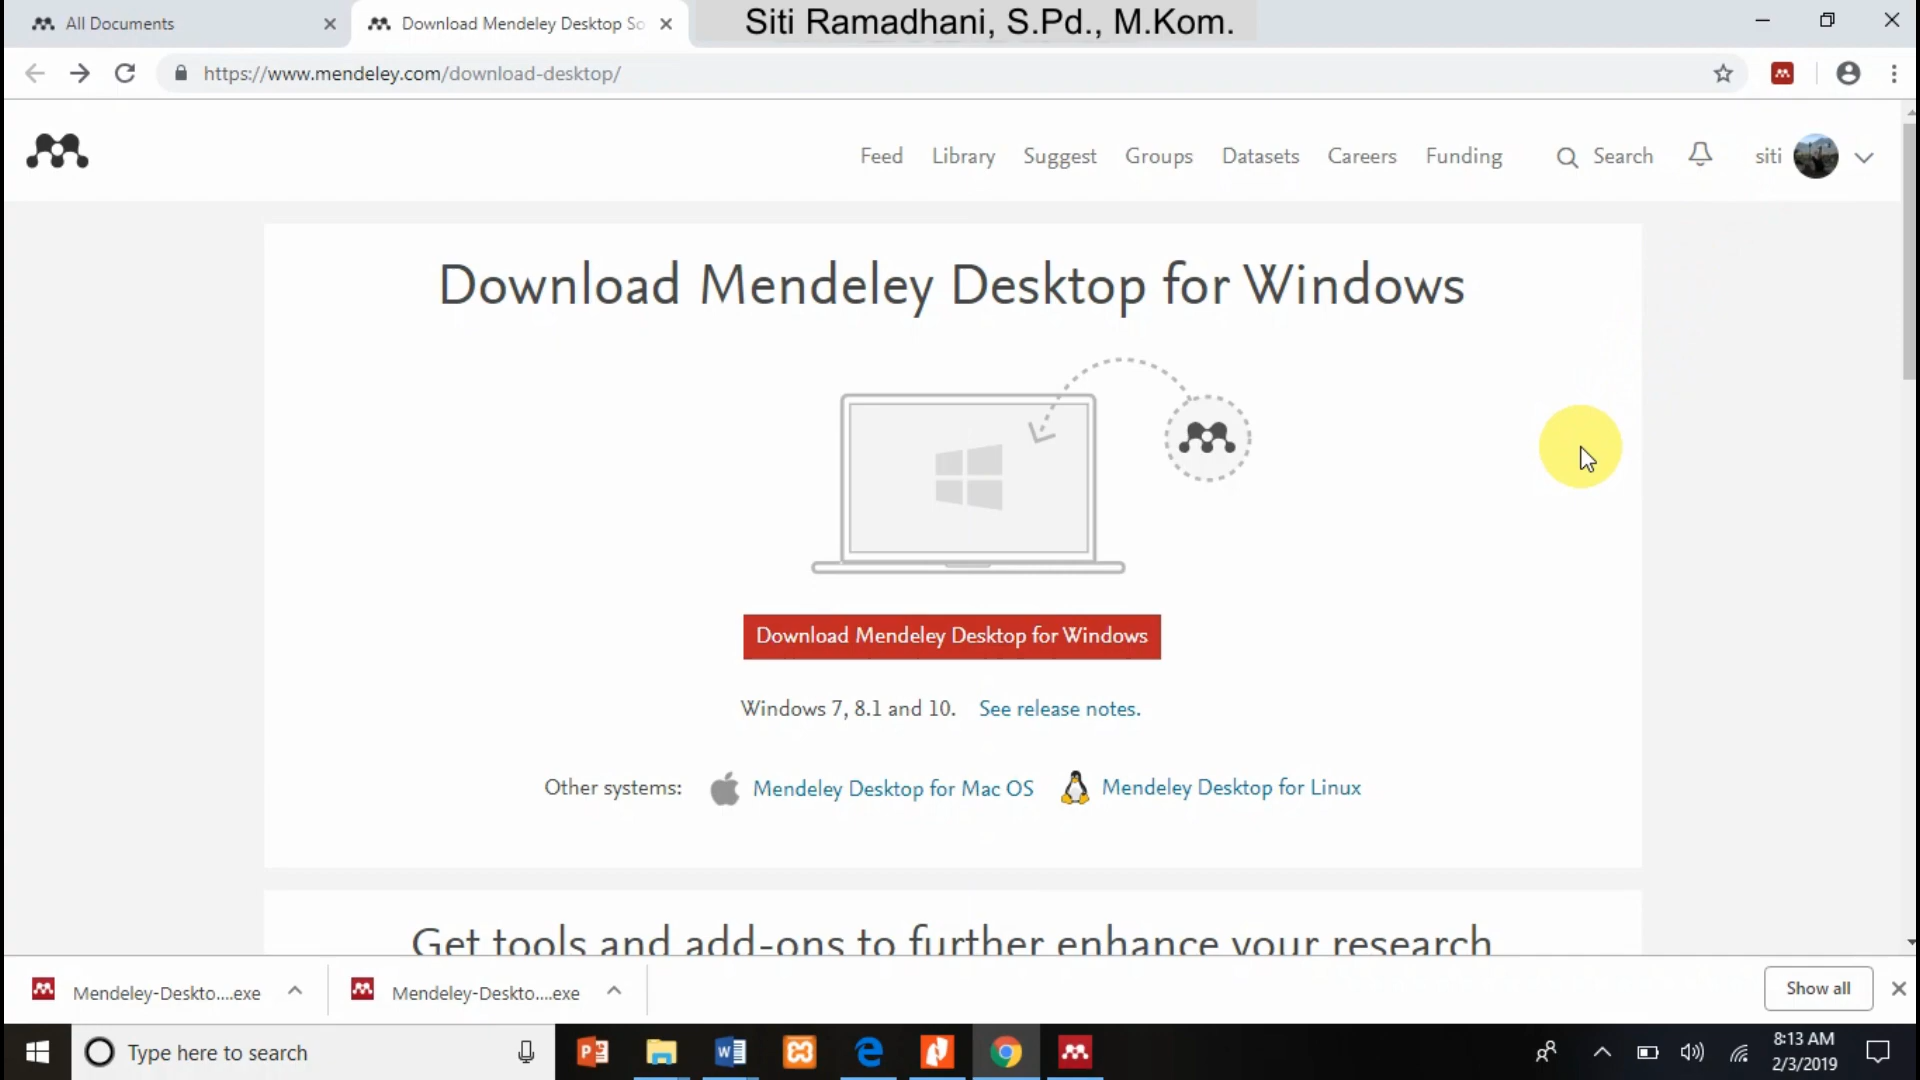 All Documents
Download Mendeley Desktop So
Siti Ramadhani, S.Pd., M.Kom.
https://www.mendeley.com/download-desktop/
Feed
Library
Suggest
Groups
Datasets
Careers
Funding
Search
siti
Download Mendeley Desktop for Windows
Download Mendeley Desktop for Windows
Windows 7, 8.1 and 10. See release notes.
Other systems: Mendeley Desktop for Mac OS Mendeley Desktop for Linux
Get tools and add-ons to further enhance your research
Mendeley-Deskto....exe
Mendeley-Deskto....exe
Show all
Type here to search
8:13 AM
2/3/2019